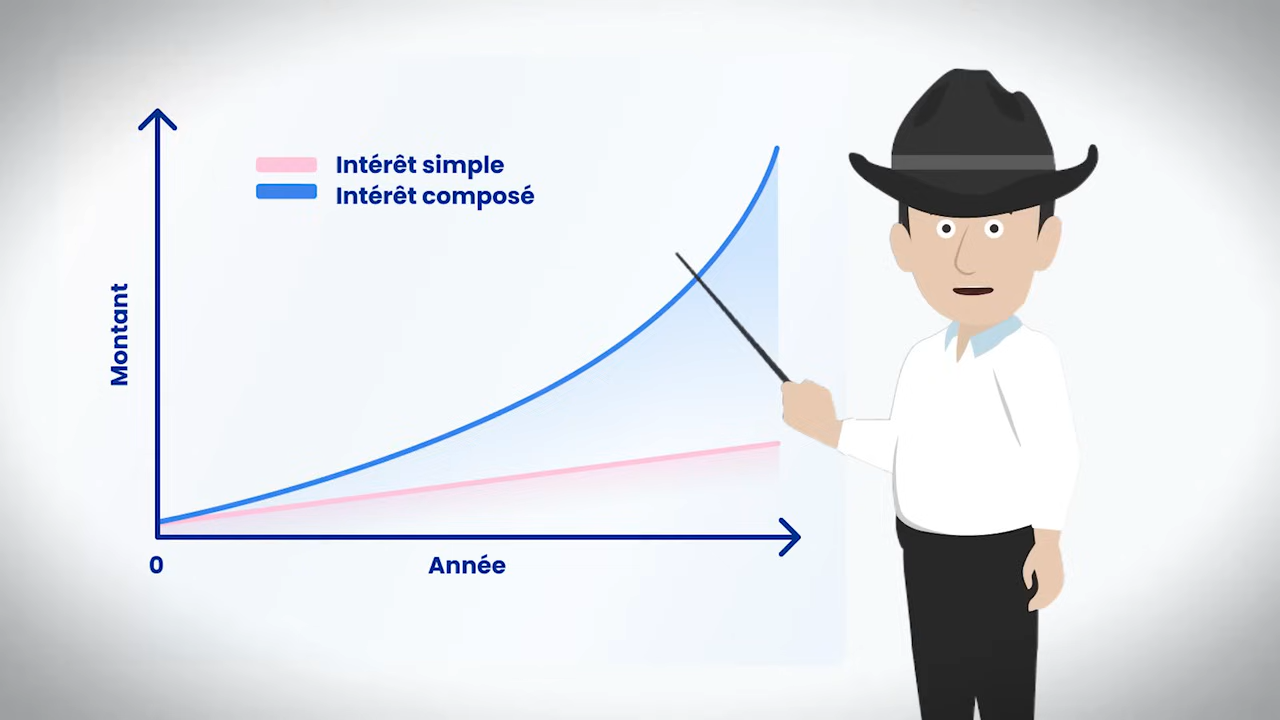 Intérêt simple
Intérêt composé
Montant
0
Année